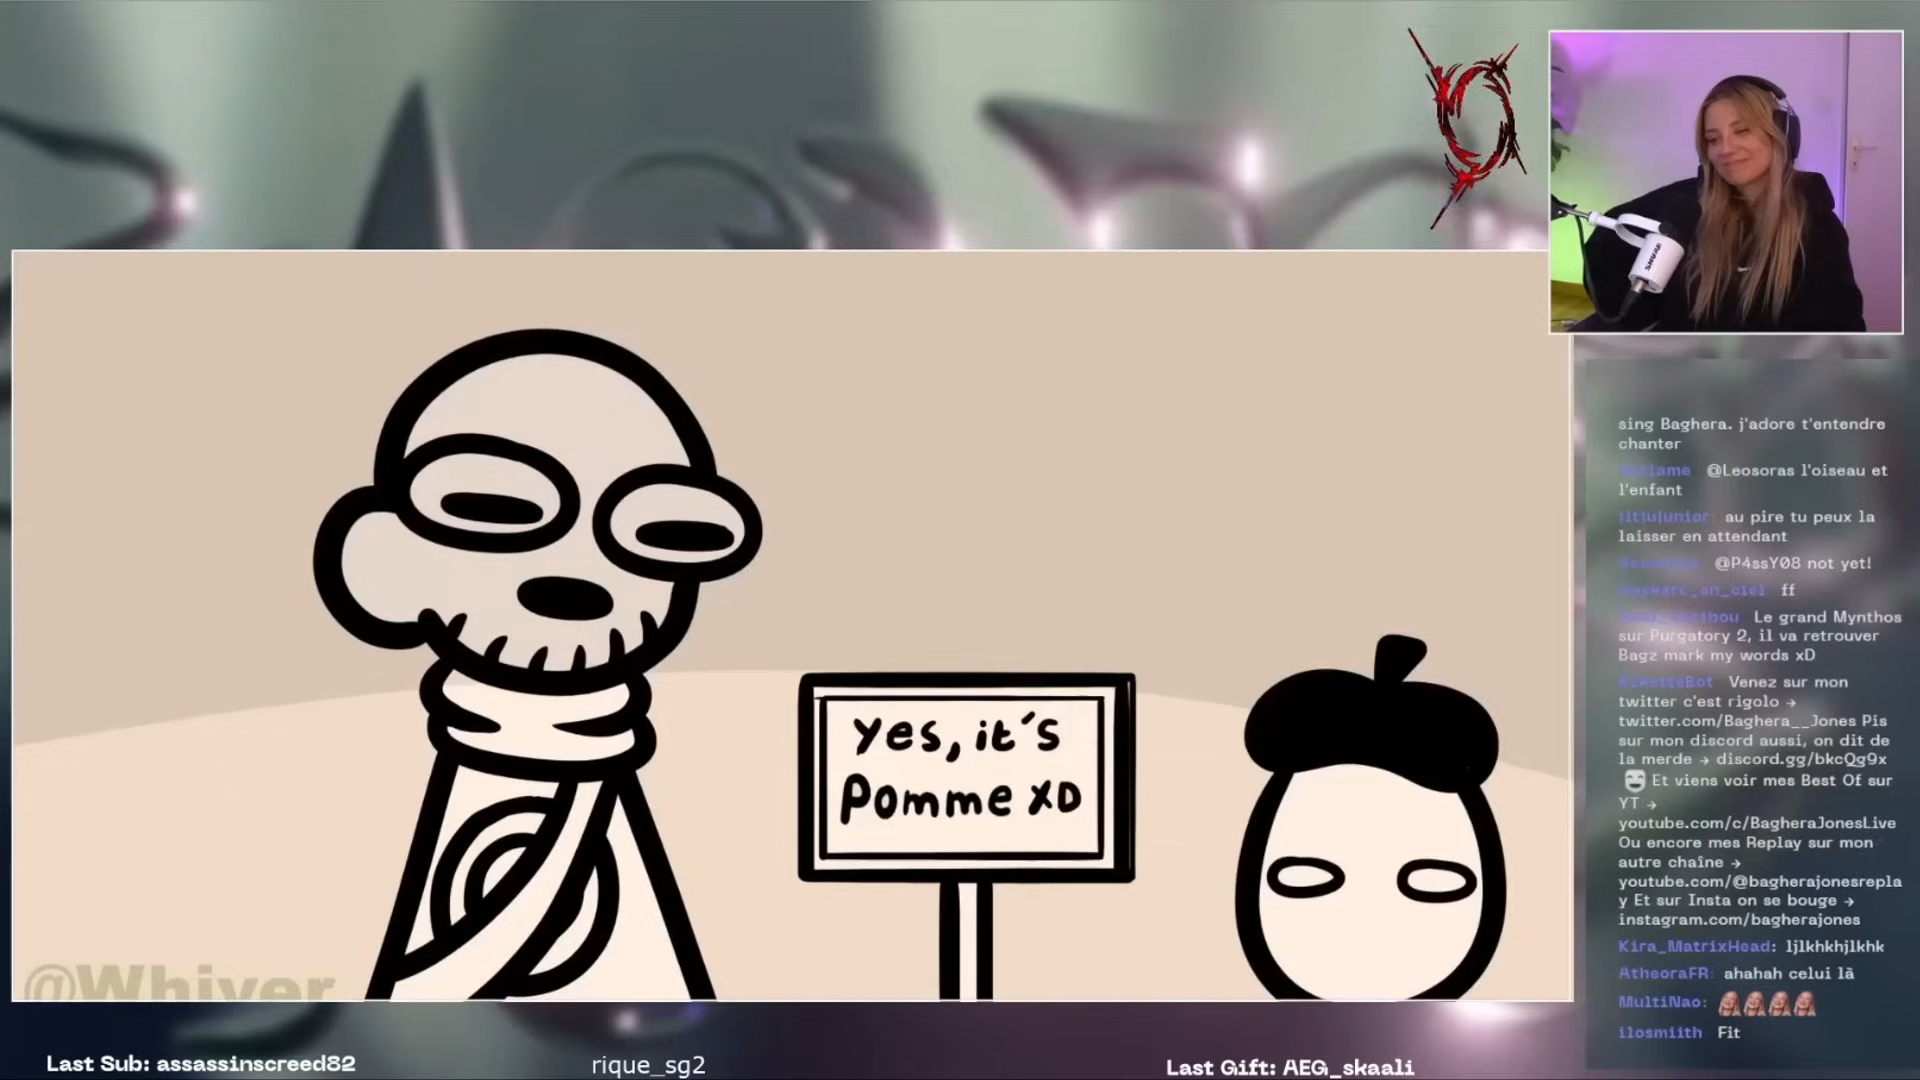 Yes, it's
Pomme XD
@Whiver
SHURE
sing Baghera. j'adore t'entendre
chanter
@Leosoras l'oiseau et
l'enfant
jitjujunior: au pire tu peux la
laisser en attendant
@P4ssY08 not yet!
ff
Le grand Mynthos
sur Purgatory 2, il va retrouver
Bagz mark my words xD
Venez sur mon
twitter c'est rigolo →
twitter.com/Baghera__Jones Pis
sur mon discord aussi, on dit de
la merde → discord.gg/bkcQg9x
Et viens voir mes Best Of sur
YT →
youtube.com/c/BagheraJonesLive
Ou encore mes Replay sur mon
autre chaîne →
youtube.com/@bagherajonesrepla
y Et sur Insta on se bouge →
instagram.com/bagherajones
Kira_MatrixHead: ljlkhkhjlkhk
AtheoraFR: ahahah celui là
MultiNao:
ilosmiith Fit
Last Sub: assassinscreed82
rique_sg2
Last Gift: AEG_skaali